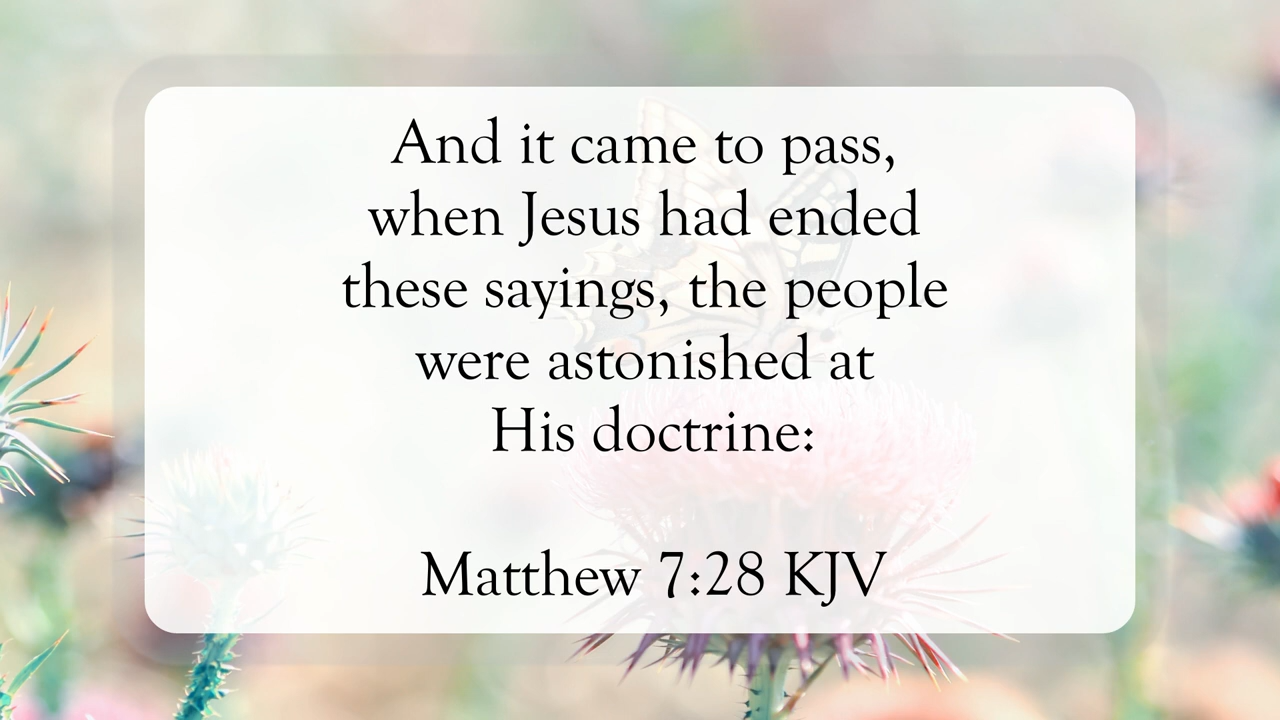 And it came to pass,
when Jesus had ended
these sayings, the people
were astonished at
His doctrine:
Matthew 7:28 KJV